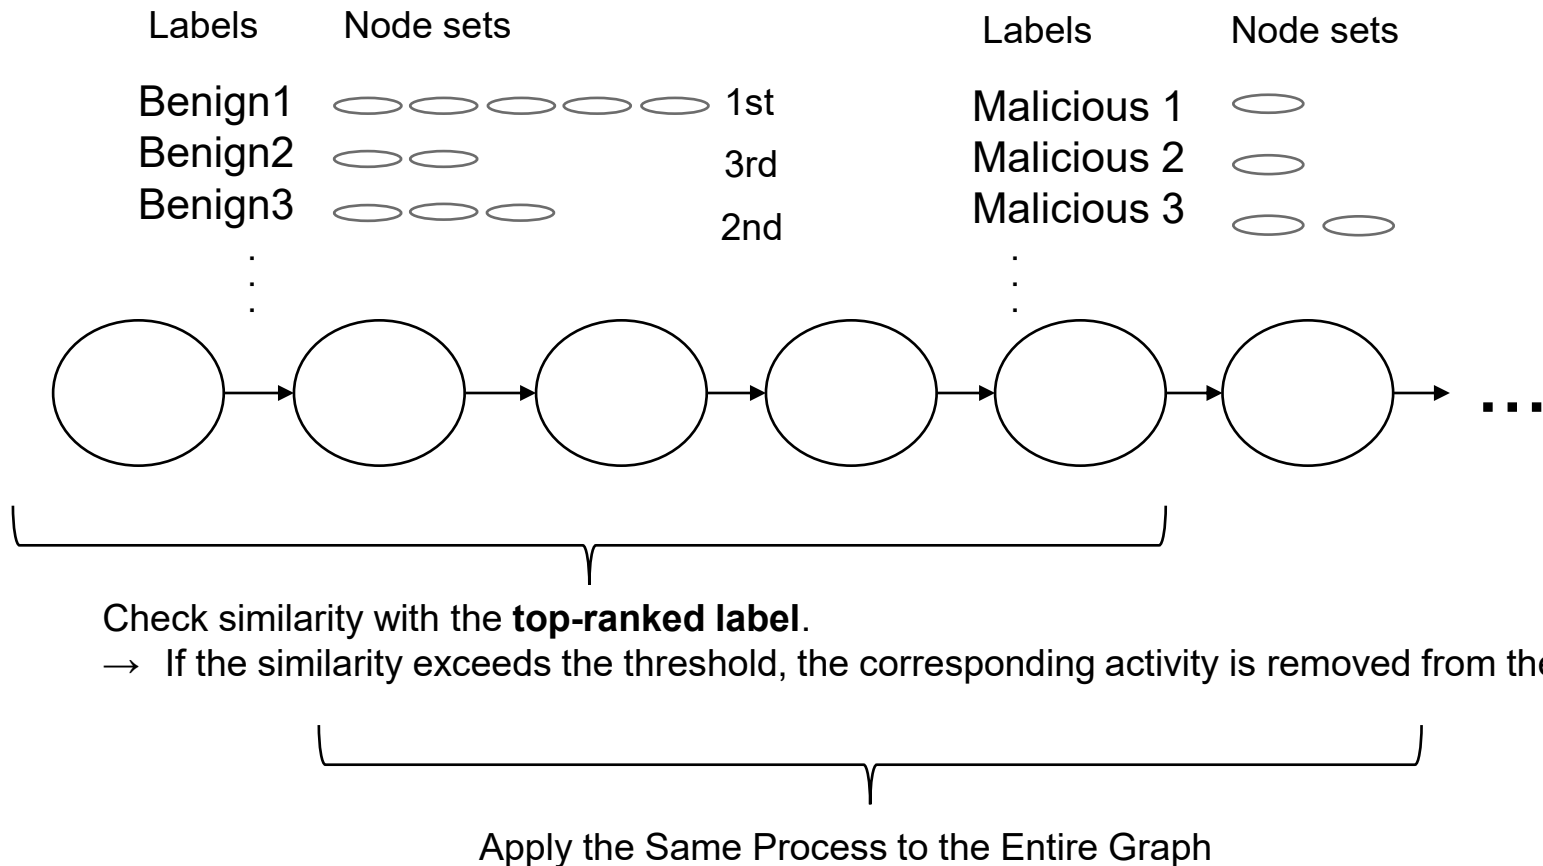 Labels Node sets
Benign1 1st
Benign2 3rd
Benign3 2nd
Labels Node sets
Malicious 1
Malicious 2
Malicious 3
...
Check similarity with the top-ranked label.
→ If the similarity exceeds the threshold, the corresponding activity is removed from the
Apply the Same Process to the Entire Graph